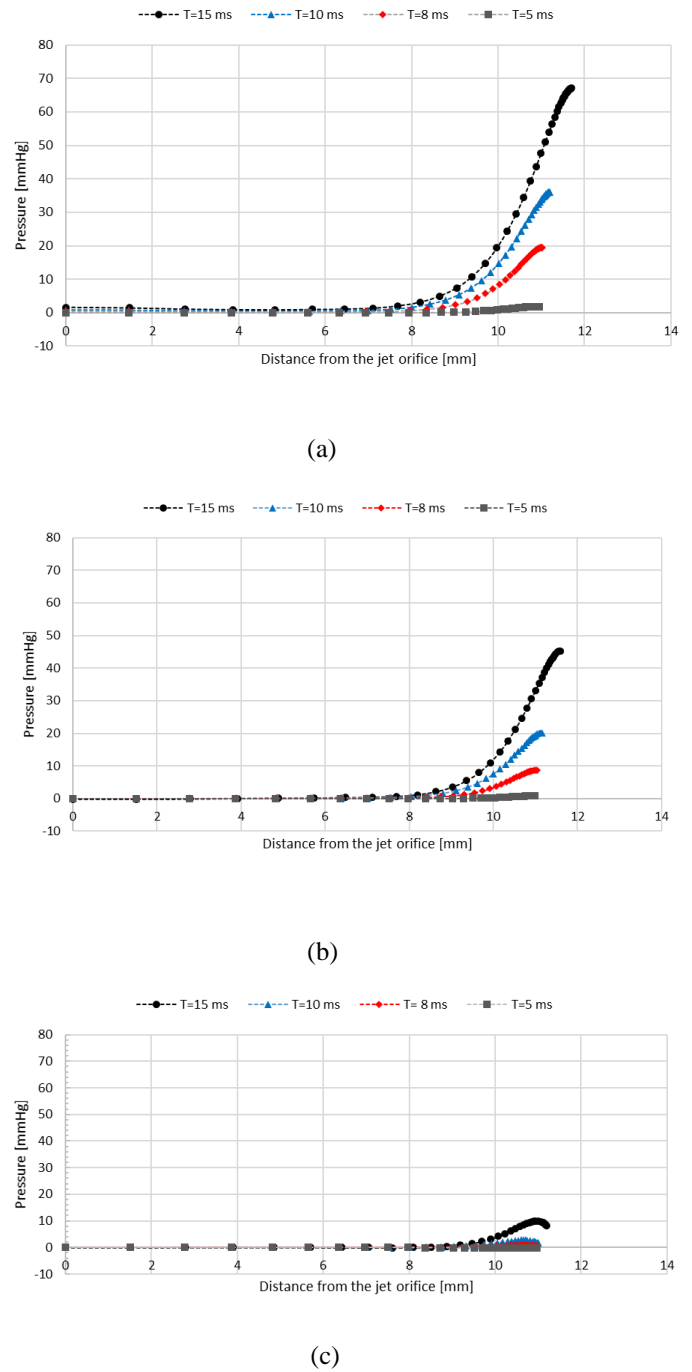 T=15 ms T=10 ms T=8 ms T=5 ms
80
70
60
50
40
30
20
10
0
-10
Pressure [mmHg]
0 2 4 6 8 10 12 14
Distance from the jet orifice [mm]
(a)
T=15 ms T=10 ms T=8 ms T=5 ms
80
70
60
50
40
30
20
10
0
-10
Pressure [mmHg]
0 2 4 6 8 10 12 14
Distance from the jet orifice [mm]
(b)
T=15 ms T=10 ms T= 8 ms T=5 ms
80
70
60
50
40
30
20
10
0
-10
Pressure [mmHg]
0 2 4 6 8 10 12 14
Distance from the jet orifice [mm]
(c)